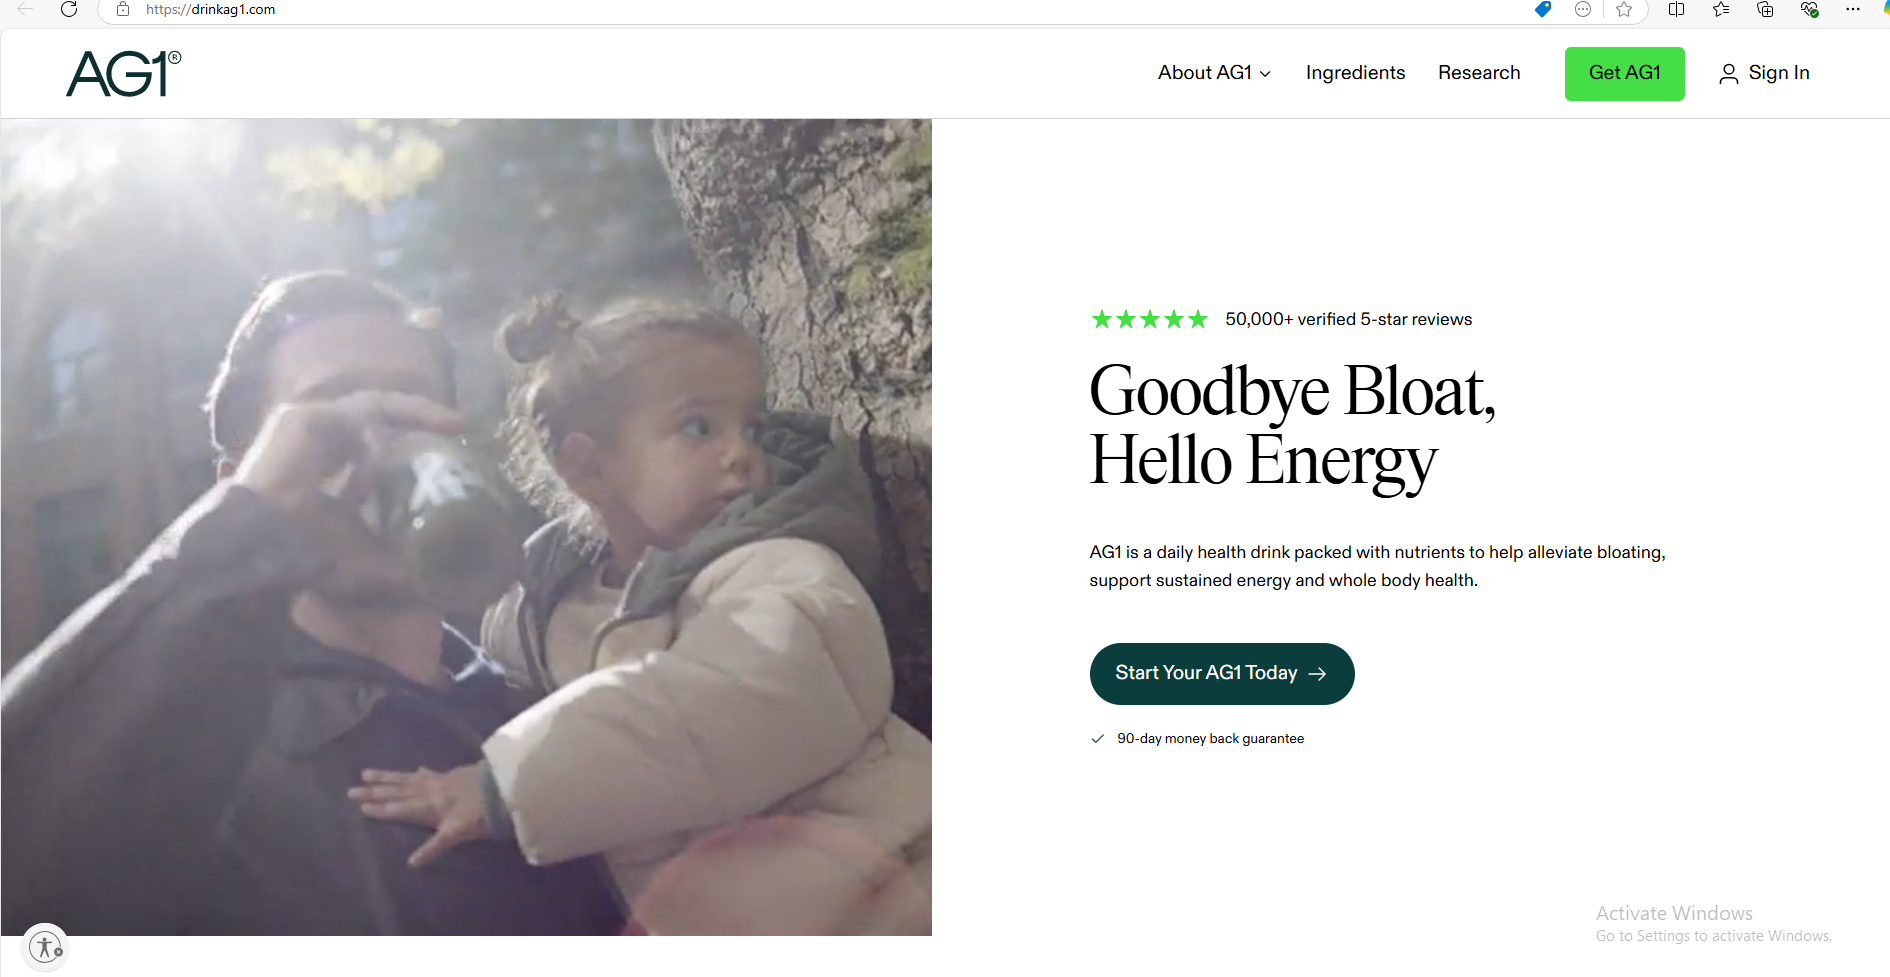 https://drinkag1.com
AG1®
About AG1
Ingredients
Research
Get AG1
Sign In
50,000+ verified 5-star reviews
Goodbye Bloat,
Hello Energy
AG1 is a daily health drink packed with nutrients to help alleviate bloating,
support sustained energy and whole body health.
Start Your AG1 Today →
90-day money back guarantee
Activate Windows
Go to Settings to activate Windows.